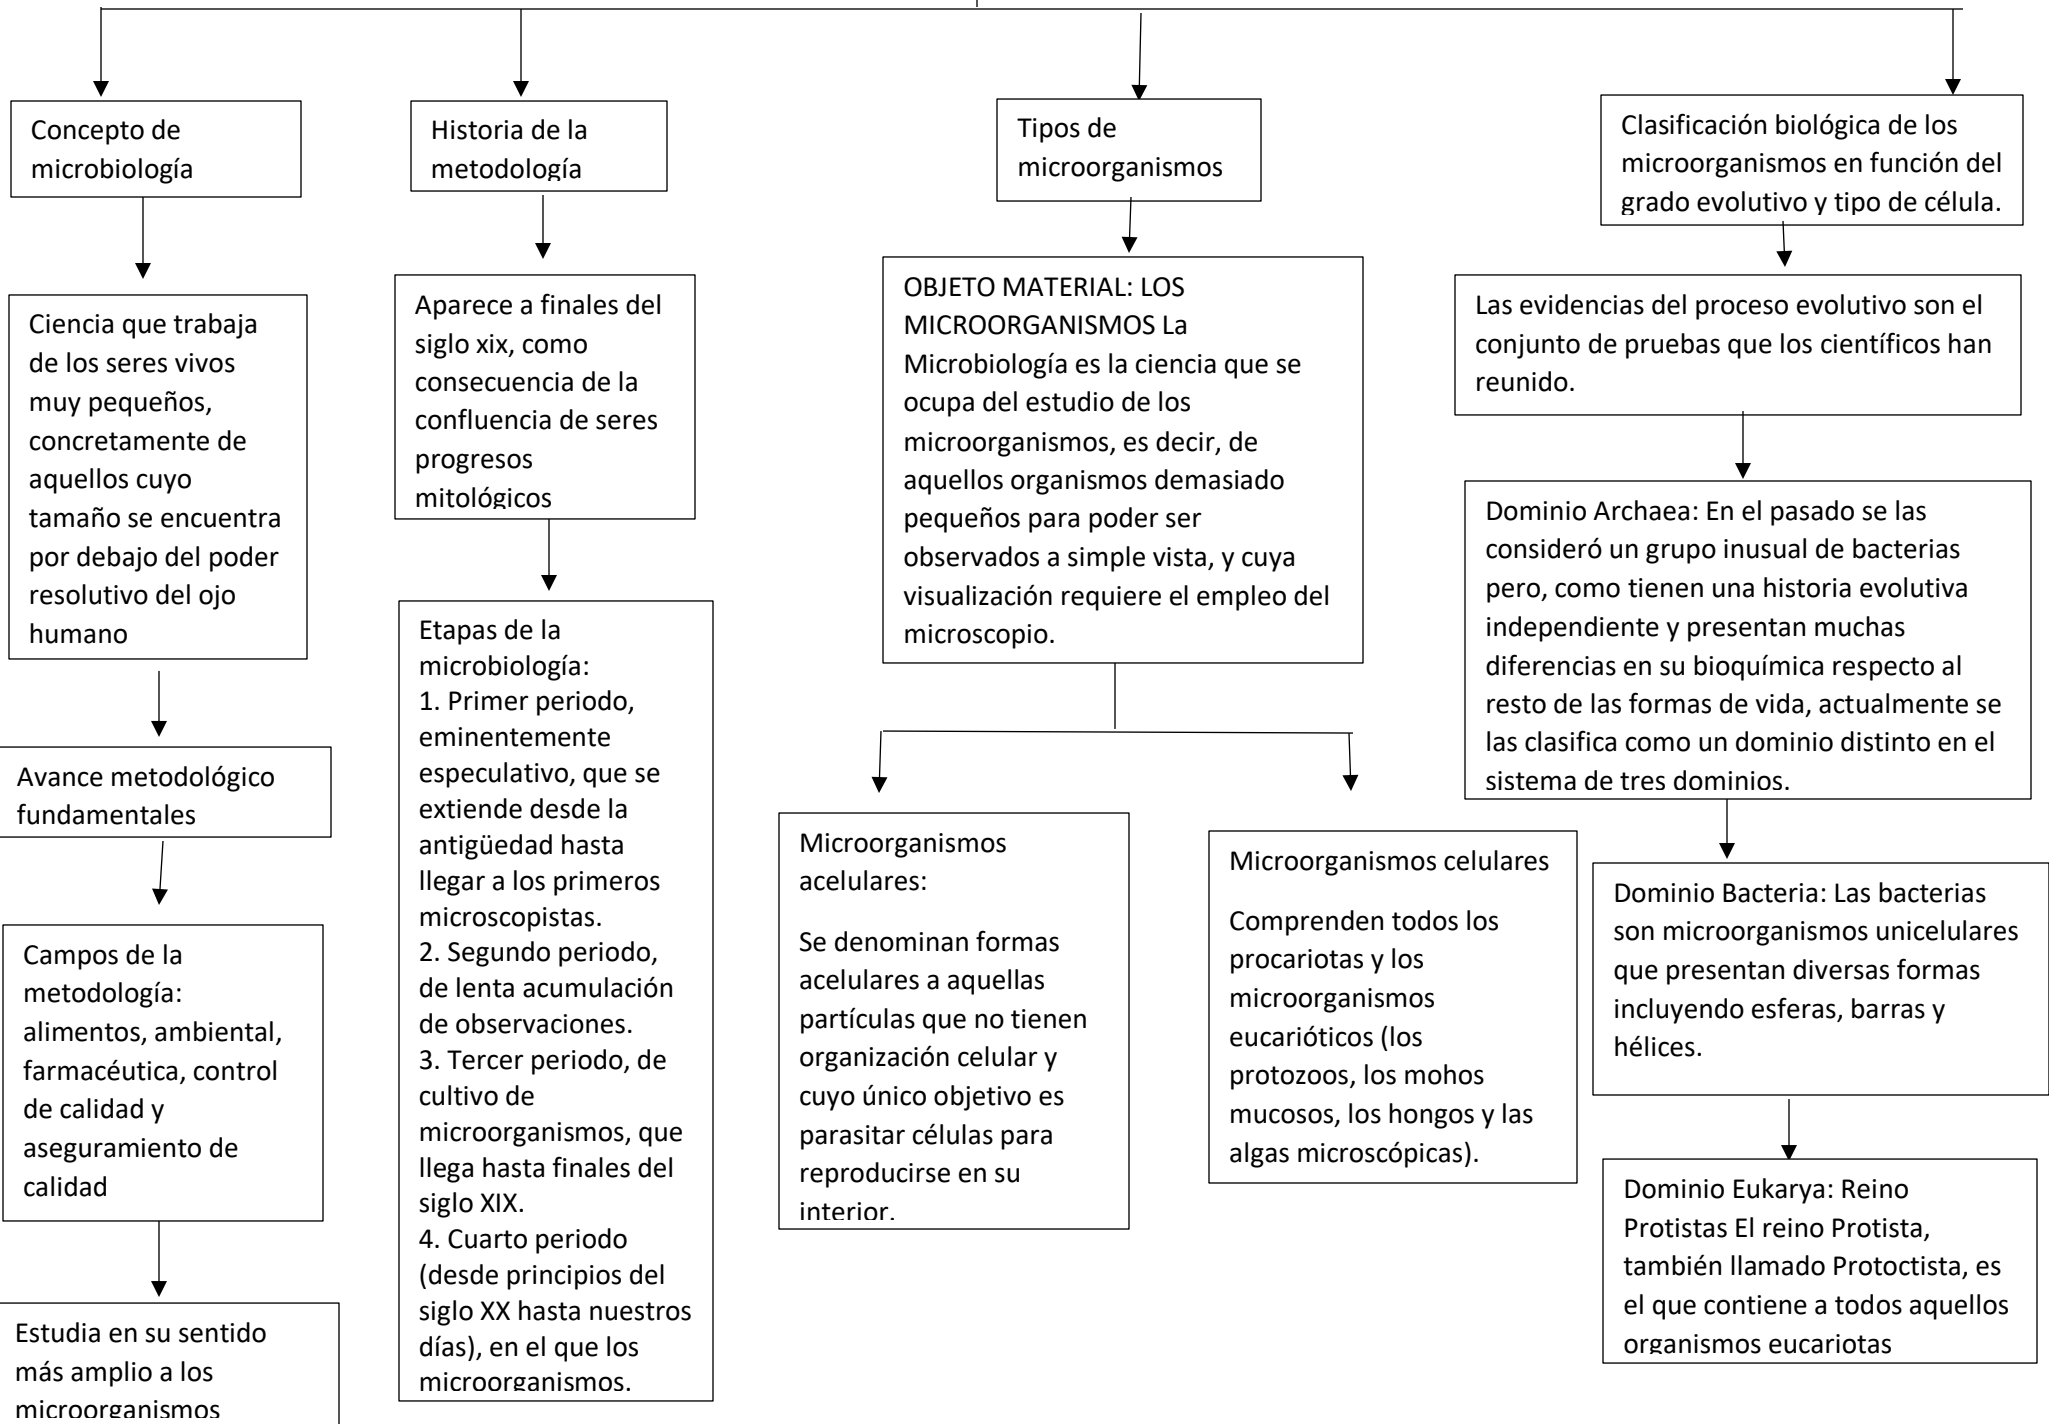 Concepto de
microbiología
Ciencia que trabaja
de los seres vivos
muy pequeños,
concretamente de
aquellos cuyo
tamaño se encuentra
por debajo del poder
resolutivo del ojo
humano
Avance metodológico
fundamentales
Campos de la
metodología:
alimentos, ambiental,
farmacéutica, control
de calidad y
aseguramiento de
calidad
Estudia en su sentido
más amplio a los
microorganismos
Historia de la
metodología
Aparece a finales del
siglo xix, como
consecuencia de la
confluencia de seres
progresos
mitológicos
Etapas de la
microbiología:
1. Primer periodo,
eminentemente
especulativo, que se
extiende desde la
antigüedad hasta
llegar a los primeros
microscopistas.
2. Segundo periodo,
de lenta acumulación
de observaciones.
3. Tercer periodo, de
cultivo de
microorganismos, que
llega hasta finales del
siglo XIX.
4. Cuarto periodo
(desde principios del
siglo XX hasta nuestros
días), en el que los
microorganismos.
Tipos de
microorganismos
OBJETO MATERIAL: LOS
MICROORGANISMOS La
Microbiología es la ciencia que se
ocupa del estudio de los
microorganismos, es decir, de
aquellos organismos demasiado
pequeños para poder ser
observados a simple vista, y cuya
visualización requiere el empleo del
microscopio.
Microorganismos
acelulares:
Se denominan formas
acelulares a aquellas
partículas que no tienen
organización celular y
cuyo único objetivo es
parasitar células para
reproducirse en su
interior.
Microorganismos celulares
Comprenden todos los
procariotas y los
microorganismos
eucarióticos (los
protozoos, los mohos
mucosos, los hongos y las
algas microscópicas).
Clasificación biológica de los
microorganismos en función del
grado evolutivo y tipo de célula.
Las evidencias del proceso evolutivo son el
conjunto de pruebas que los científicos han
reunido.
Dominio Archaea: En el pasado se las
consideró un grupo inusual de bacterias
pero, como tienen una historia evolutiva
independiente y presentan muchas
diferencias en su bioquímica respecto al
resto de las formas de vida, actualmente se
las clasifica como un dominio distinto en el
sistema de tres dominios.
Dominio Bacteria: Las bacterias
son microorganismos unicelulares
que presentan diversas formas
incluyendo esferas, barras y
hélices.
Dominio Eukarya: Reino
Protistas El reino Protista,
también llamado Protoctista, es
el que contiene a todos aquellos
organismos eucariotas